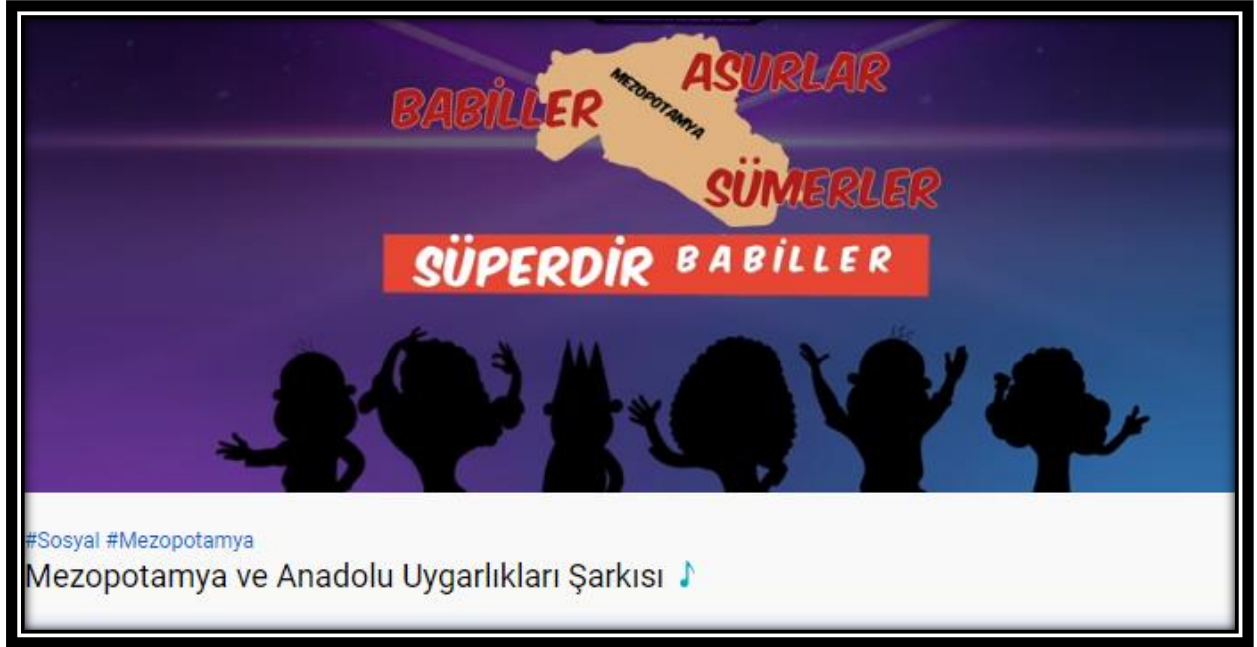 ASURLAR
MEZOPOTAMYA
BABİLLER
SÜMERLER
SÜPERDİR BABİLLER
#Sosyal #Mezopotamya
Mezopotamya ve Anadolu Uygarlıkları Şarkısı